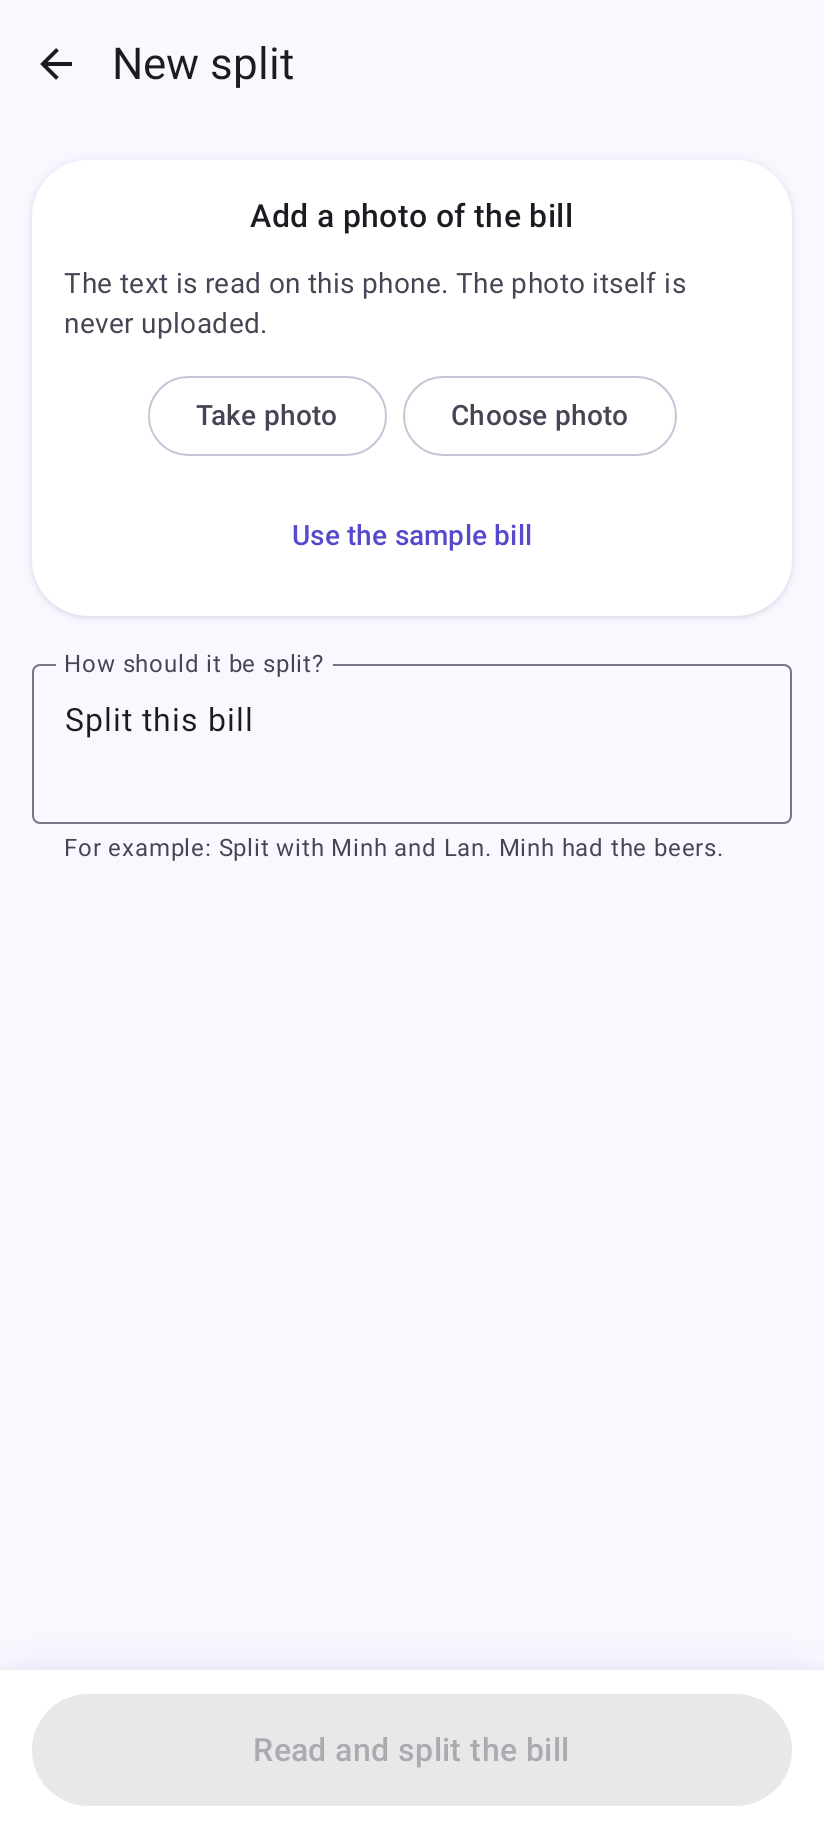 New split
Add a photo of the bill
The text is read on this phone. The photo itself is
never uploaded.
Take photo
Choose photo
Use the sample bill
How should it be split?
Split this bill
For example: Split with Minh and Lan. Minh had the beers.
Read and split the bill